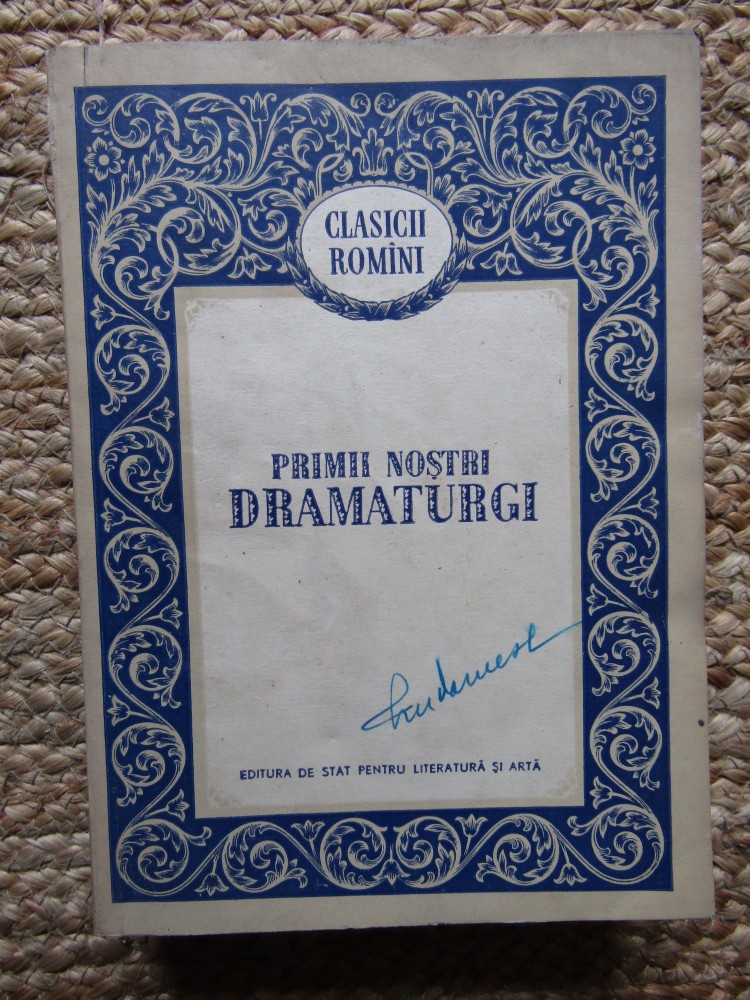 CLASICII
ROMÎNI
PRIMII NOȘTRI
DRAMATURGI
EDITURA DE STAT PENTRU LITERATURĂ ȘI ARTĂ